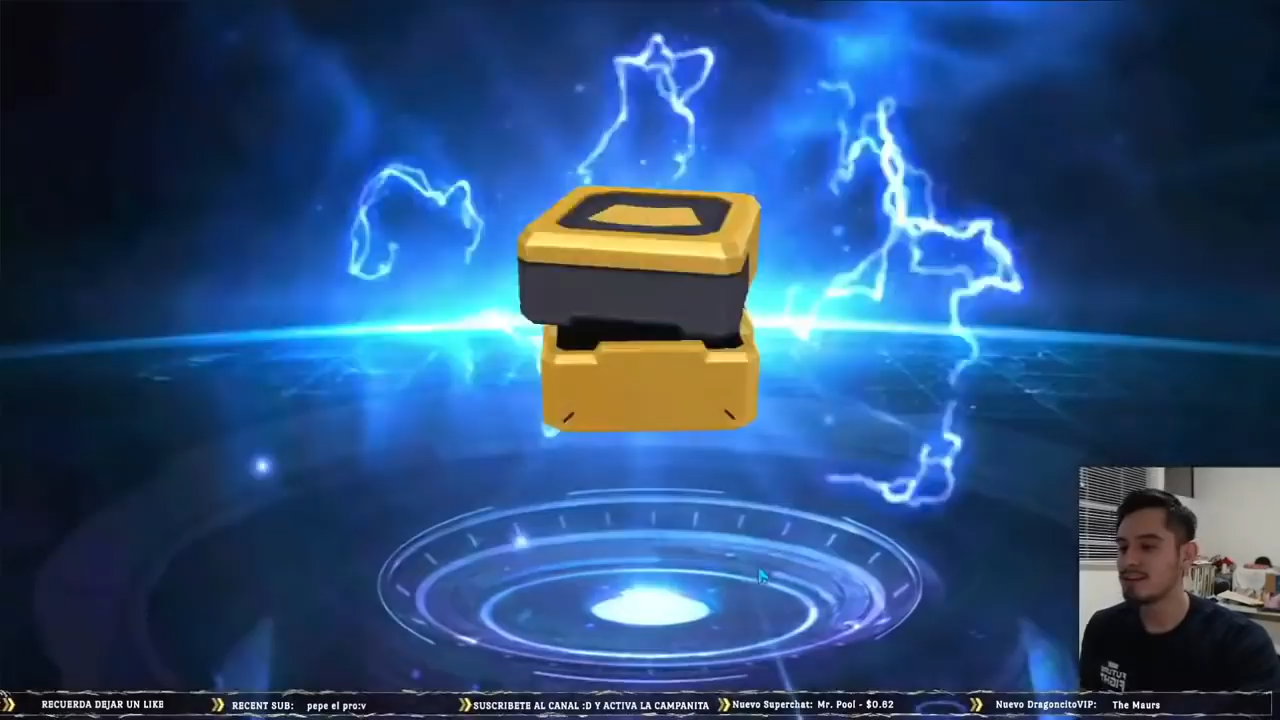 RECUERDA DEJAR UN LIKE
RECENT SUB: pepe el pro:v
SUSCRIBETE AL CANAL :D Y ACTIVA LA CAMPANITA
Nuevo Superchat: Mr. Pool - $0.62
Nuevo DragoncitoVIP: The Maurs